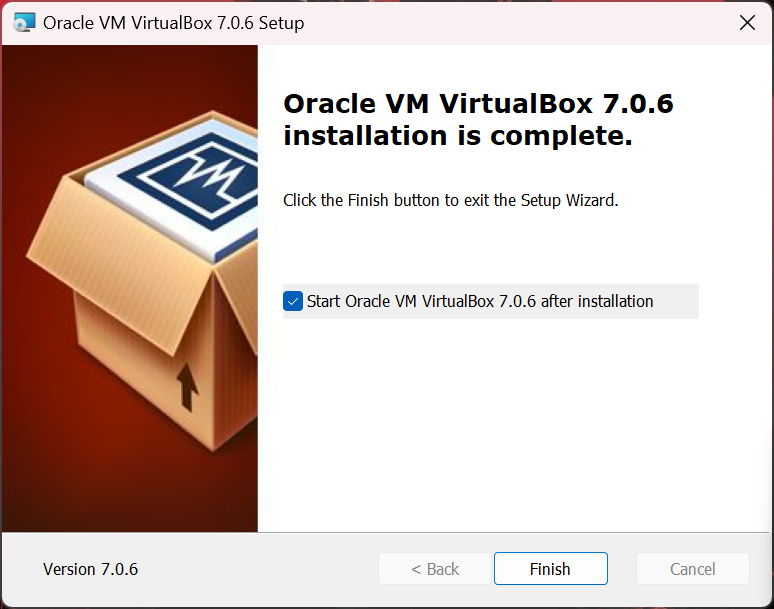 Oracle VM VirtualBox 7.0.6 Setup
Oracle VM VirtualBox 7.0.6
installation is complete.
Click the Finish button to exit the Setup Wizard.
Start Oracle VM VirtualBox 7.0.6 after installation
Version 7.0.6
< Back
Finish
Cancel